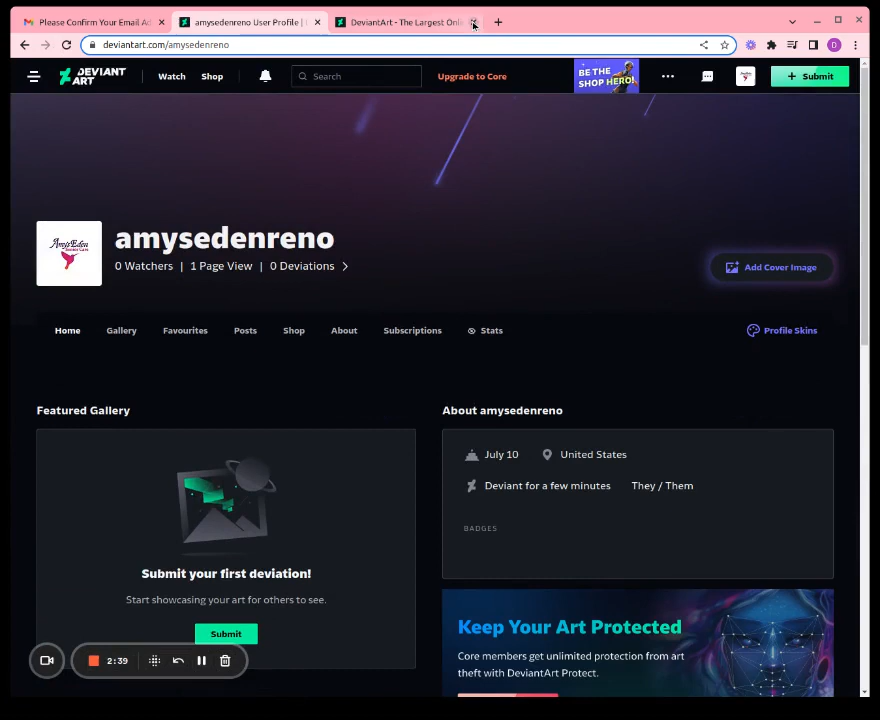 Please Confirm Your Email Ad
amysedenreno User Profile |
DeviantArt - The Largest Onli
deviantart.com/amysedenreno
D
DEVIANT
ART
Watch
Shop
Search
Upgrade to Core
BE THE
SHOP HERO!
+ Submit
amysedenreno
0 Watchers | 1 Page View | 0 Deviations
Add Cover Image
Home
Gallery
Favourites
Posts
Shop
About
Subscriptions
Stats
Profile Skins
Featured Gallery
About amysedenreno
July 10
United States
Deviant for a few minutes
They / Them
BADGES
Submit your first deviation!
Start showcasing your art for others to see.
Submit
Keep Your Art Protected
Core members get unlimited protection from art
theft with DeviantArt Protect.
2:39